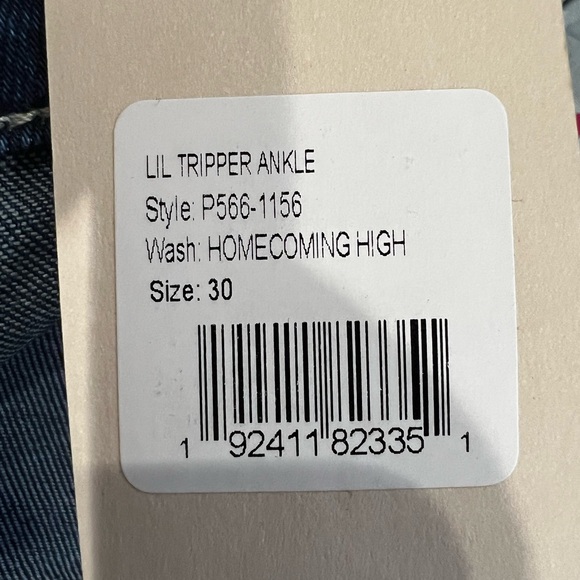 LIL TRIPPER ANKLE
Style: P566-1156
Wash: HOMECOMING HIGH
Size: 30
1 92411 82335 1